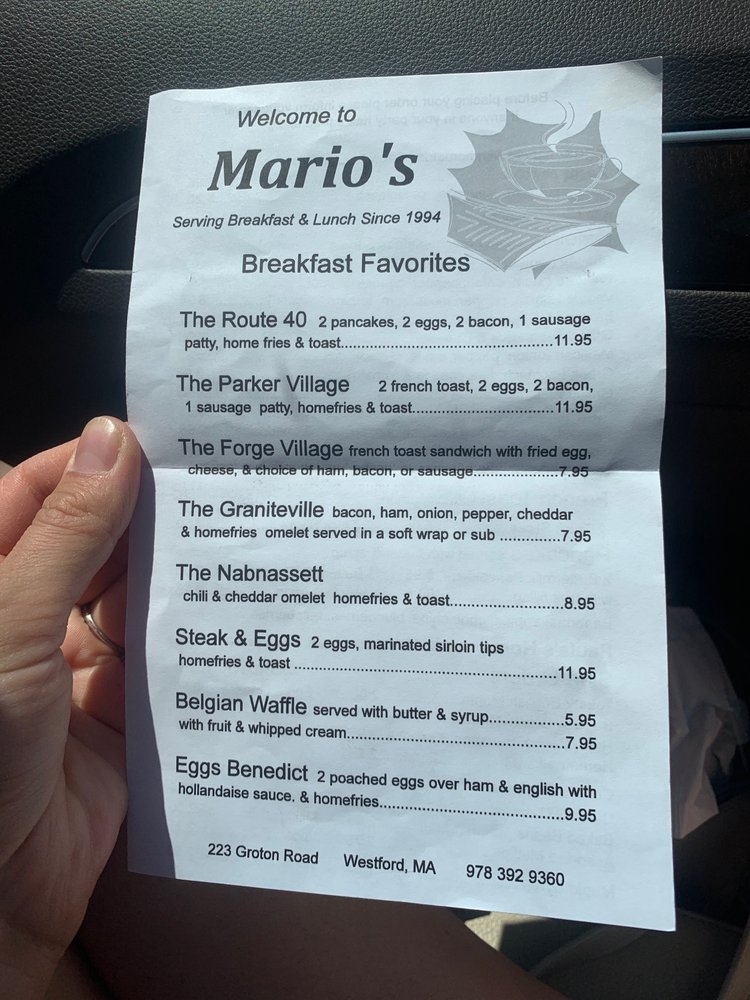 Welcome to
Mario's
Serving Breakfast & Lunch Since 1994
Breakfast Favorites
The Route 40 2 pancakes, 2 eggs, 2 bacon, 1 sausage
patty, home fries & toast..................................................11.95
The Parker Village 2 french toast, 2 eggs, 2 bacon,
1 sausage patty, homefries & toast..................................11.95
The Forge Village french toast sandwich with fried egg,
cheese, & choice of ham, bacon, or sausage....................7.95
The Graniteville bacon, ham, onion, pepper, cheddar
& homefries omelet served in a soft wrap or sub ..............7.95
The Nabnassett
chili & cheddar omelet homefries & toast...........................8.95
Steak & Eggs 2 eggs, marinated sirloin tips
homefries & toast ...............................................................11.95
Belgian Waffle served with butter & syrup..................5.95
with fruit & whipped cream....................................................7.95
Eggs Benedict 2 poached eggs over ham & english with
hollandaise sauce. & homefries............................................9.95
223 Groton Road Westford, MA 978 392 9360